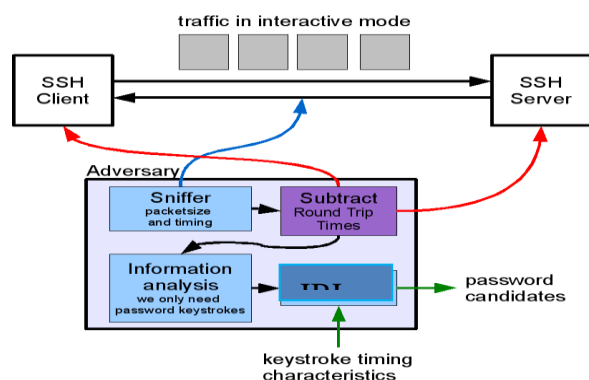 traffic in interactive mode
SSH
Client
SSH
Server
Adversary
Sniffer
packetsize
and timing
Subtract
Round Trip
Times
Information
analysis
we only need
password keystrokes
password
candidates
keystroke timing
characteristics